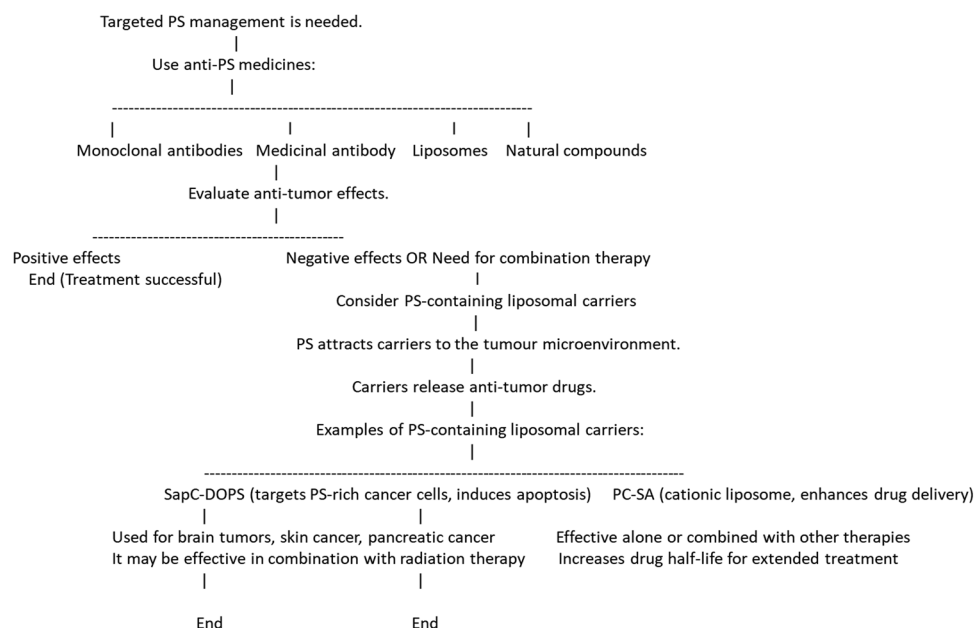 Targeted PS management is needed.
Use anti-PS medicines:
Monoclonal antibodies Medicinal antibody Liposomes Natural compounds
Evaluate anti-tumor effects.
Positive effects Negative effects OR Need for combination therapy
End (Treatment successful)
Consider PS-containing liposomal carriers
PS attracts carriers to the tumour microenvironment.
Carriers release anti-tumor drugs.
Examples of PS-containing liposomal carriers:
SapC-DOPS (targets PS-rich cancer cells, induces apoptosis) PC-SA (cationic liposome, enhances drug delivery)
Used for brain tumors, skin cancer, pancreatic cancer Effective alone or combined with other therapies
It may be effective in combination with radiation therapy Increases drug half-life for extended treatment
End End